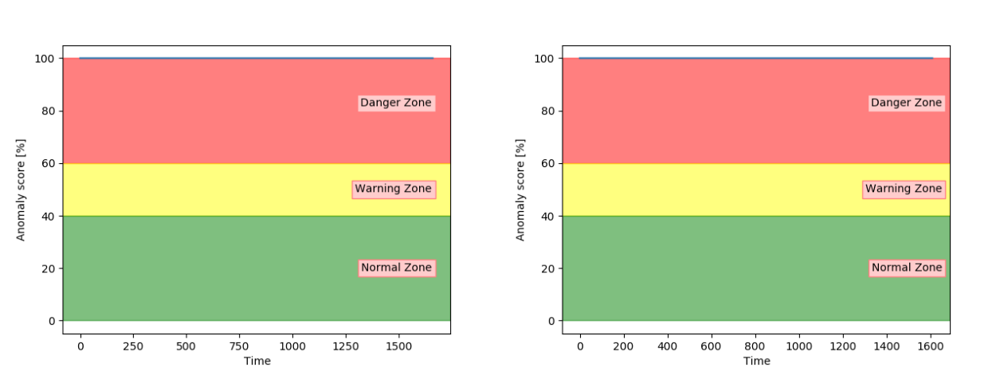 100
80
60
40
20
0
Anomaly score [%]
Danger Zone
Warning Zone
Normal Zone
0 250 500 750 1000 1250 1500
Time
100
80
60
40
20
0
Anomaly score [%]
Danger Zone
Warning Zone
Normal Zone
0 200 400 600 800 1000 1200 1400 1600
Time